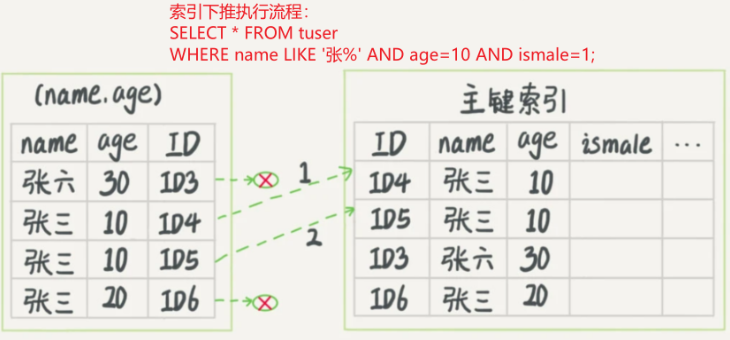 索引下推执行流程：
SELECT * FROM tuser
WHERE name LIKE '张%' AND age=10 AND ismale=1;
(name.age)
name age ID
张六 30 ID3
张三 10 ID4
张三 10 ID5
张三 20 ID6
1
2
主键索引
ID name age ismale ...
ID4 张三 10
ID5 张三 10
ID3 张六 30
ID6 张三 20